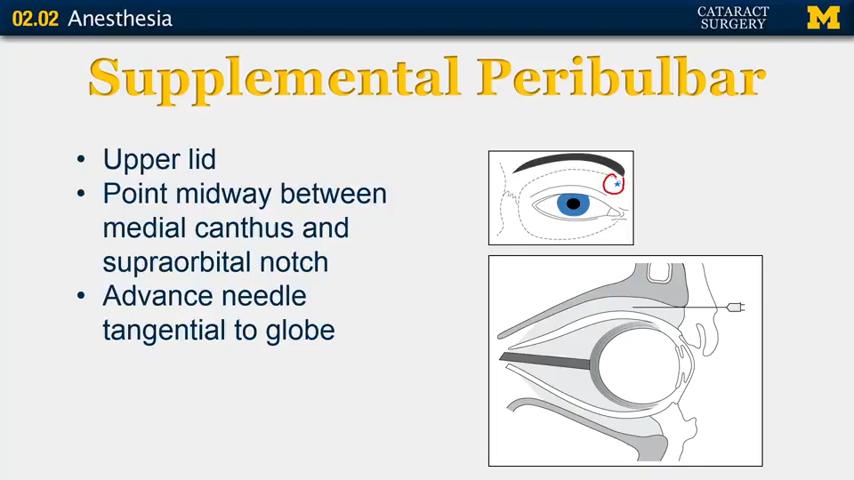 02.02 Anesthesia
CATARACT
SURGERY
M
Supplemental Peribulbar
• Upper lid
• Point midway between
medial canthus and
supraorbital notch
• Advance needle
tangential to globe